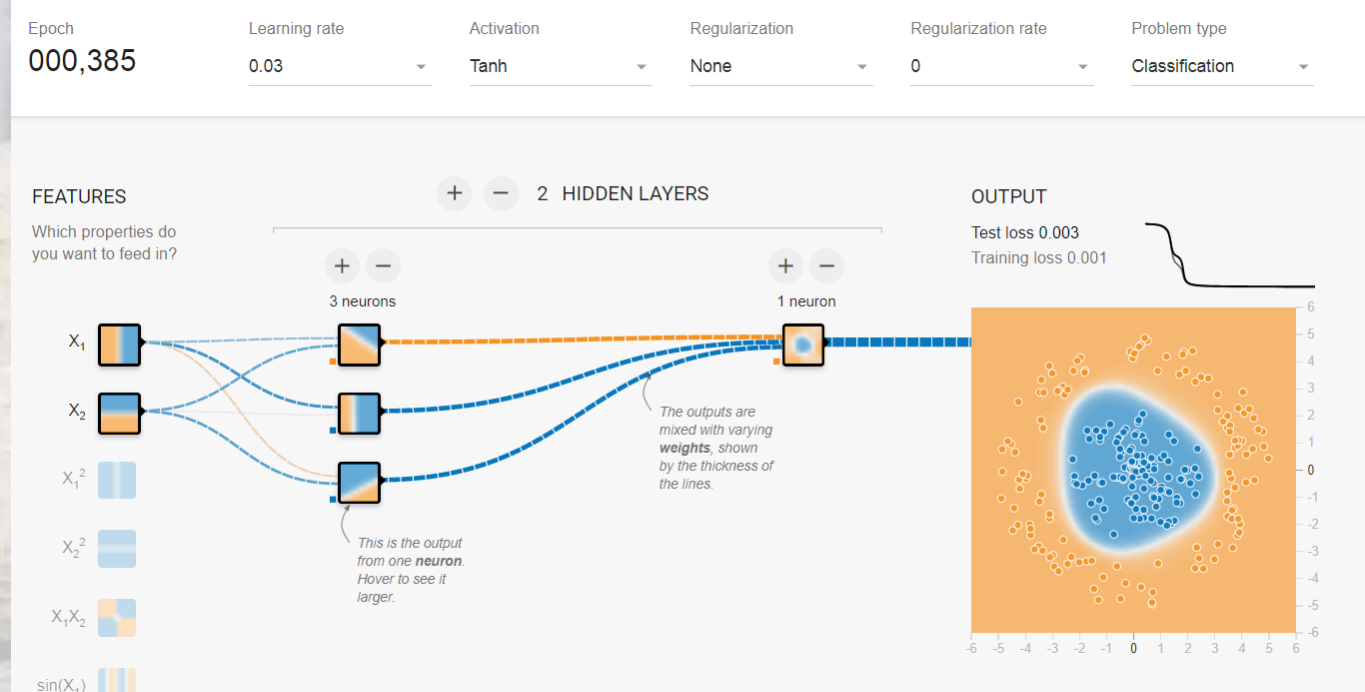 Epoch
000,385
Learning rate
0.03
Activation
Tanh
Regularization
None
Regularization rate
0
Problem type
Classification
FEATURES
Which properties do
you want to feed in?
+ − 2 HIDDEN LAYERS
+ −
3 neurons
+ −
1 neuron
X₁
X₂
X₁²
X₂²
X₁X₂
sin(X₁)
The outputs are
mixed with varying
weights, shown
by the thickness of
the lines.
This is the output
from one neuron.
Hover to see it
larger.
OUTPUT
Test loss 0.003
Training loss 0.001
6
5
4
3
2
1
0
-1
-2
-3
-4
-5
-6
-6 -5 -4 -3 -2 -1 0 1 2 3 4 5 6